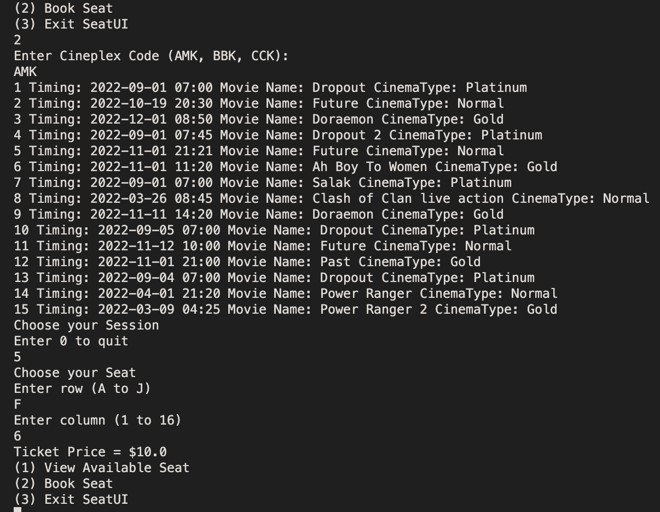 (2) Book Seat
(3) Exit SeatUI
2
Enter Cineplex Code (AMK, BBK, CCK):
AMK
1 Timing: 2022-09-01 07:00 Movie Name: Dropout CinemaType: Platinum
2 Timing: 2022-10-19 20:30 Movie Name: Future CinemaType: Normal
3 Timing: 2022-12-01 08:50 Movie Name: Doraemon CinemaType: Gold
4 Timing: 2022-09-01 07:45 Movie Name: Dropout 2 CinemaType: Platinum
5 Timing: 2022-11-01 21:21 Movie Name: Future CinemaType: Normal
6 Timing: 2022-11-01 11:20 Movie Name: Ah Boy To Women CinemaType: Gold
7 Timing: 2022-09-01 07:00 Movie Name: Salak CinemaType: Platinum
8 Timing: 2022-03-26 08:45 Movie Name: Clash of Clan live action CinemaType: Normal
9 Timing: 2022-11-11 14:20 Movie Name: Doraemon CinemaType: Gold
10 Timing: 2022-09-05 07:00 Movie Name: Dropout CinemaType: Platinum
11 Timing: 2022-11-12 10:00 Movie Name: Future CinemaType: Normal
12 Timing: 2022-11-01 21:00 Movie Name: Past CinemaType: Gold
13 Timing: 2022-09-04 07:00 Movie Name: Dropout CinemaType: Platinum
14 Timing: 2022-04-01 21:20 Movie Name: Power Ranger CinemaType: Normal
15 Timing: 2022-03-09 04:25 Movie Name: Power Ranger 2 CinemaType: Gold
Choose your Session
Enter 0 to quit
5
Choose your Seat
Enter row (A to J)
F
Enter column (1 to 16)
6
Ticket Price = $10.0
(1) View Available Seat
(2) Book Seat
(3) Exit SeatUI